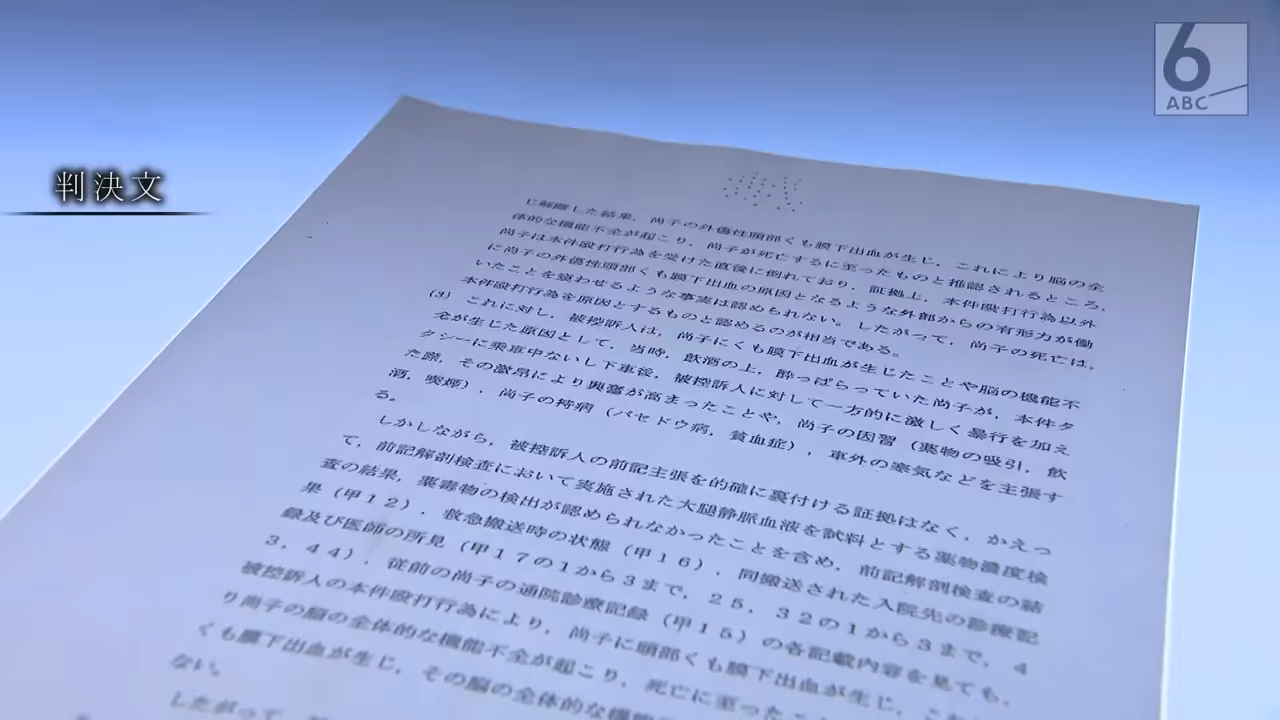 6
ABC
判決文
じ解離した結果，尚子の外傷性頭部くも膜下出血が生じ，これにより脳の全
体的な機能不全が起こり，尚子が死亡するに至ったものと推認されるところ，
尚子は本件殴打行為を受けた直後に倒れており，証拠上，本件殴打行為以外
に尚子の外傷性頭部くも膜下出血の原因となるような外部からの有形力が働
いたことを窺わせるような事実は認められない。したがって，尚子の死亡は，
本件殴打行為を原因とするものと認めるのが相当である。
(3) これに対し，被控訴人は，尚子にくも膜下出血が生じたことや脳の機能不
全が生じた原因として，当時，飲酒の上，酔っぱらっていた尚子が，本件タ
クシーに乗車中ないし下車後，被控訴人に対して一方的に激しく暴行を加え
た際，その激昂により興奮が高まったことや，尚子の因習（薬物の吸引，飲
酒，喫煙），尚子の持病（バセドウ病，貧血症），車外の寒気などを主張す
る。
しかしながら，被控訴人の前記主張を的確に裏付ける証拠はなく，かえっ
て，前記解剖検査において実施された大腿静脈血液を試料とする薬物濃度検
査の結果，薬毒物の検出が認められなかったことを含め，前記解剖検査の結
果（甲１２），救急搬送時の状態（甲１６），同搬送された入院先の診療記
録及び医師の所見（甲１７の１から３まで，２５，３２の１から３まで，４
３，４４），従前の尚子の通院診療記録（甲１５）の各記載内容を見ても，
被控訴人の本件殴打行為により，尚子に頭部くも膜下出血が生じ，これ
り尚子の脳の全体的な機能不全が起こり，死亡に至ったこ
くも膜下出血が生じ，その脳の全体的な機能
ない。
したがって，